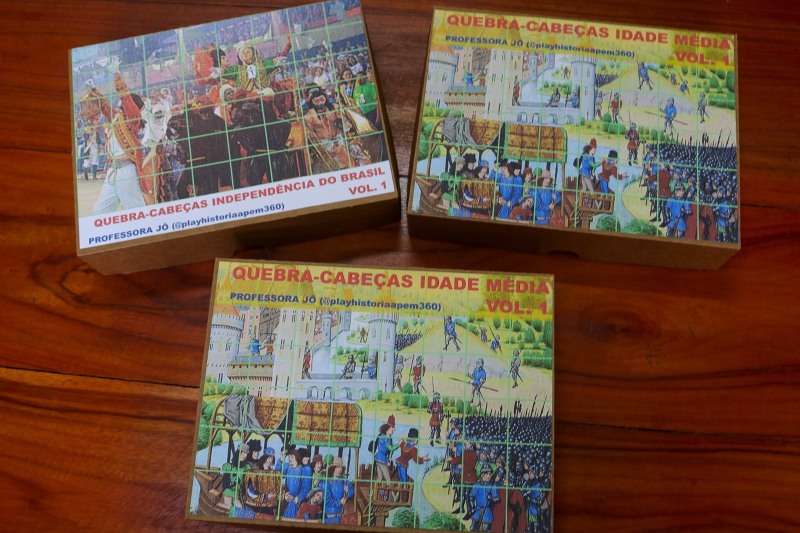 QUEBRA-CABEÇAS INDEPENDÊNCIA DO BRASIL
VOL. 1
PROFESSORA JÔ (@playhistoriaapem360)
QUEBRA-CABEÇAS IDADE MÉDIA
PROFESSORA JÔ (@playhistoriaapem360)
VOL. 1
QUEBRA-CABEÇAS IDADE MÉDIA
PROFESSORA JÔ (@playhistoriaapem360)
VOL. 1